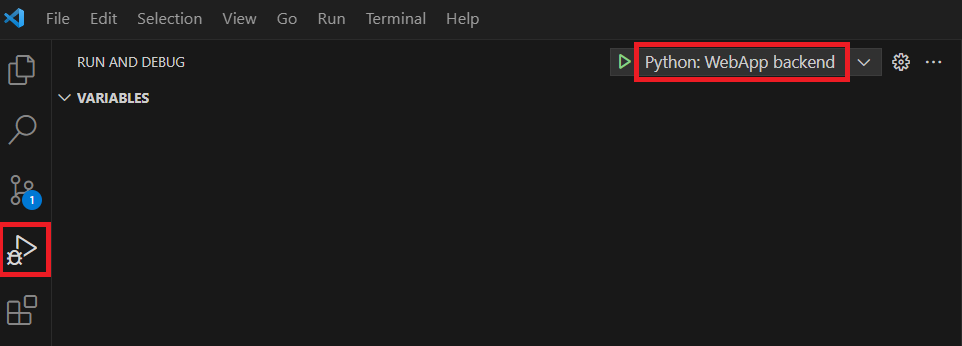 File Edit Selection View Go Run Terminal Help
RUN AND DEBUG Python: WebApp backend
VARIABLES
1